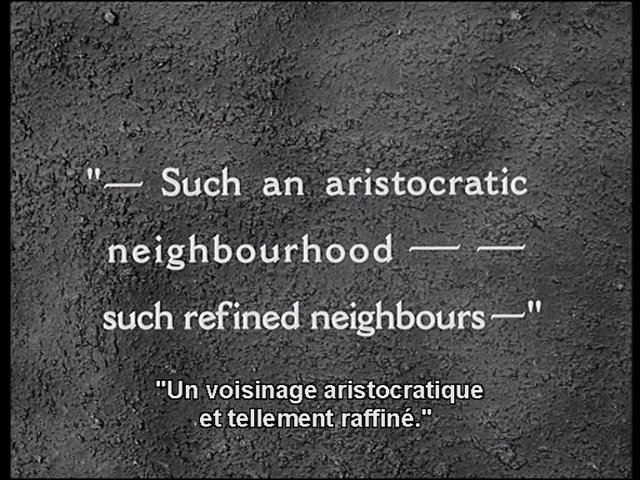 "— Such an aristocratic
neighbourhood — —
such refined neighbours —"
"Un voisinage aristocratique
et tellement raffiné."